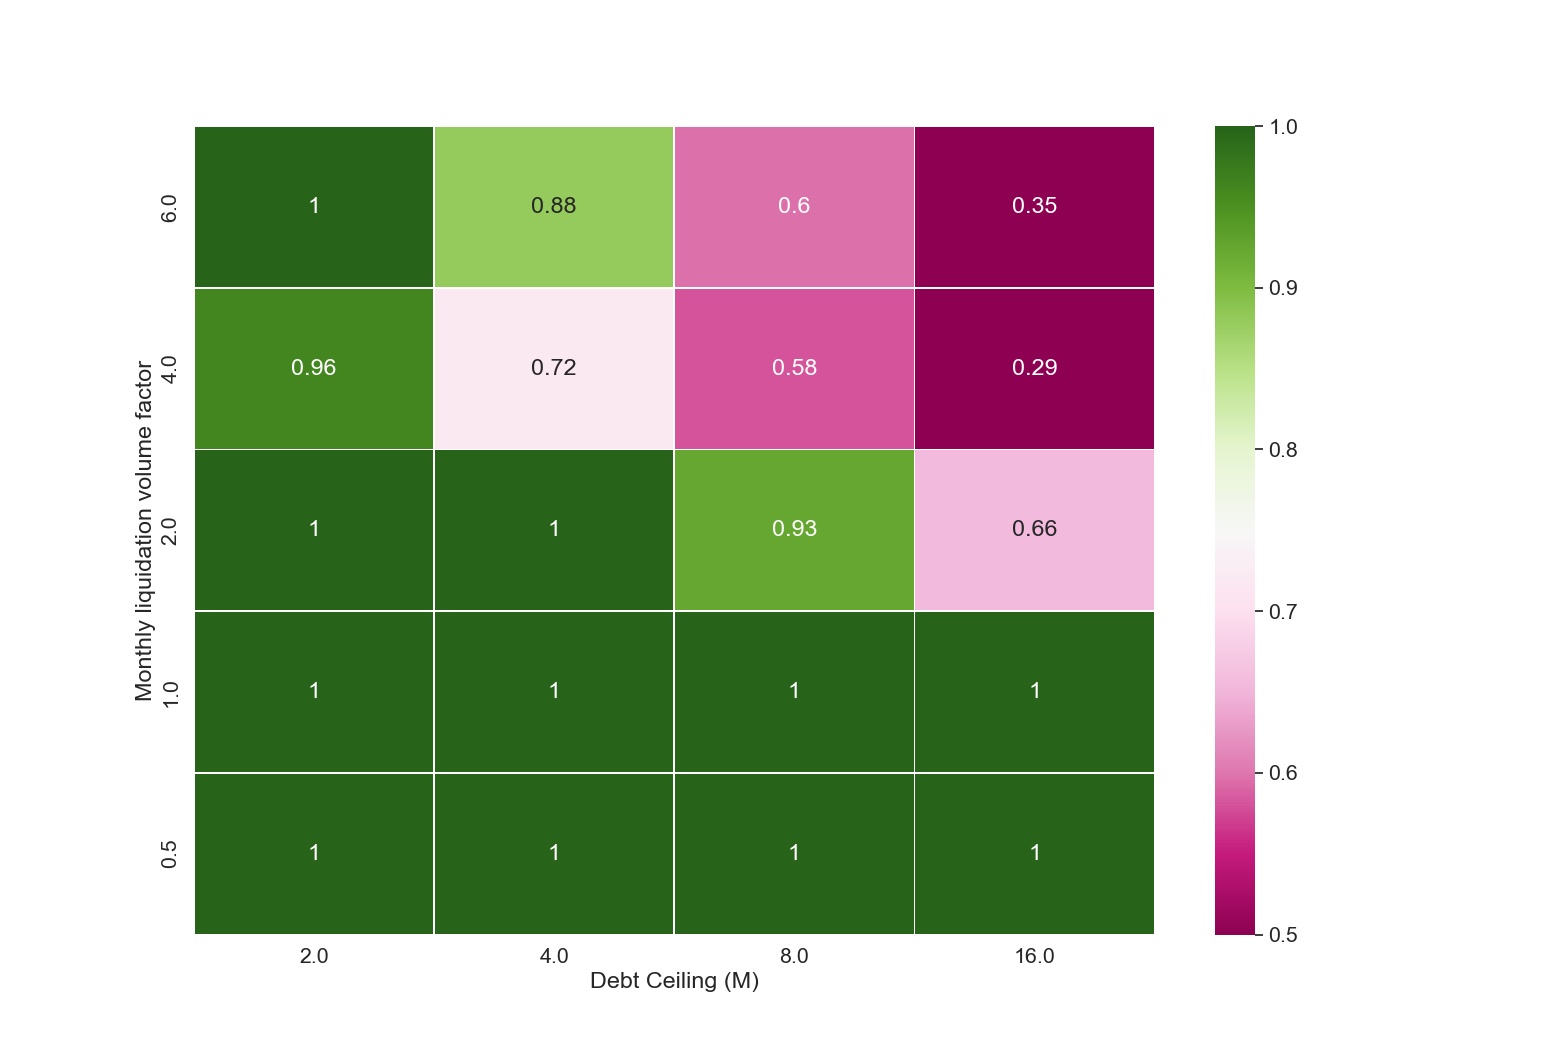 1.0
6.0 1 0.88 0.6 0.35
0.9
4.0 0.96 0.72 0.58 0.29
0.8
Monthly liquidation volume factor
2.0 1 1 0.93 0.66
0.7
1.0 1 1 1 1
0.6
0.5 1 1 1 1
0.5
2.0 4.0 8.0 16.0
Debt Ceiling (M)